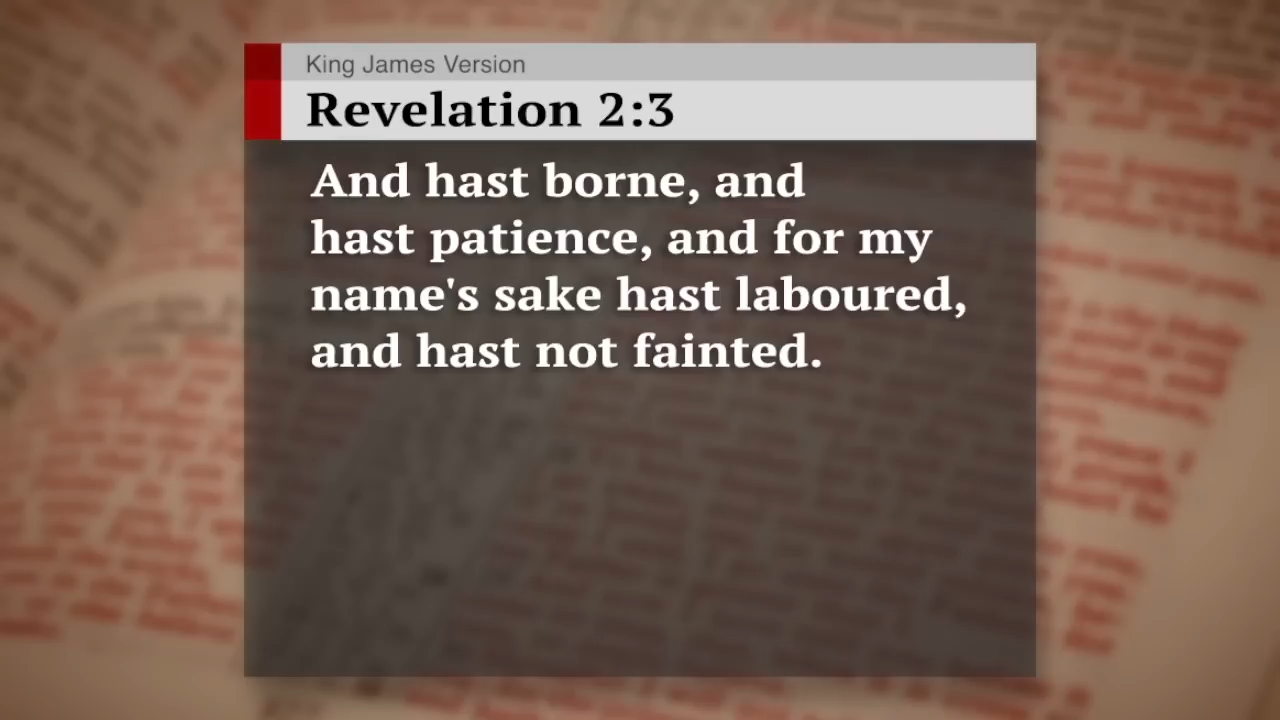 King James Version
Revelation 2:3
And hast borne, and
hast patience, and for my
name's sake hast laboured,
and hast not fainted.